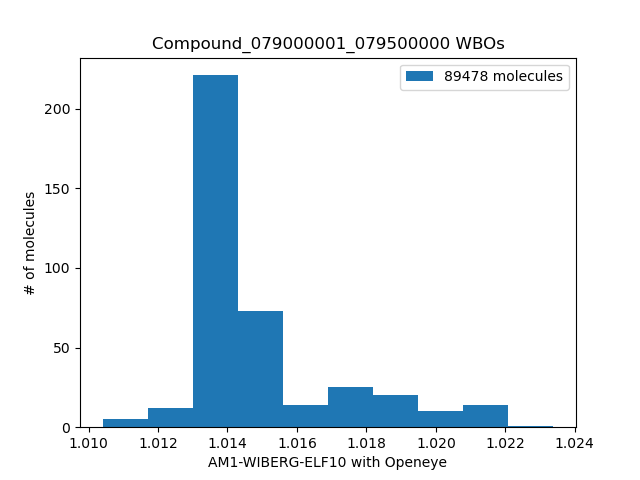 Compound_079000001_079500000 WBOs
89478 molecules
# of molecules
200
150
100
50
0
1.010 1.012 1.014 1.016 1.018 1.020 1.022 1.024
AM1-WIBERG-ELF10 with Openeye